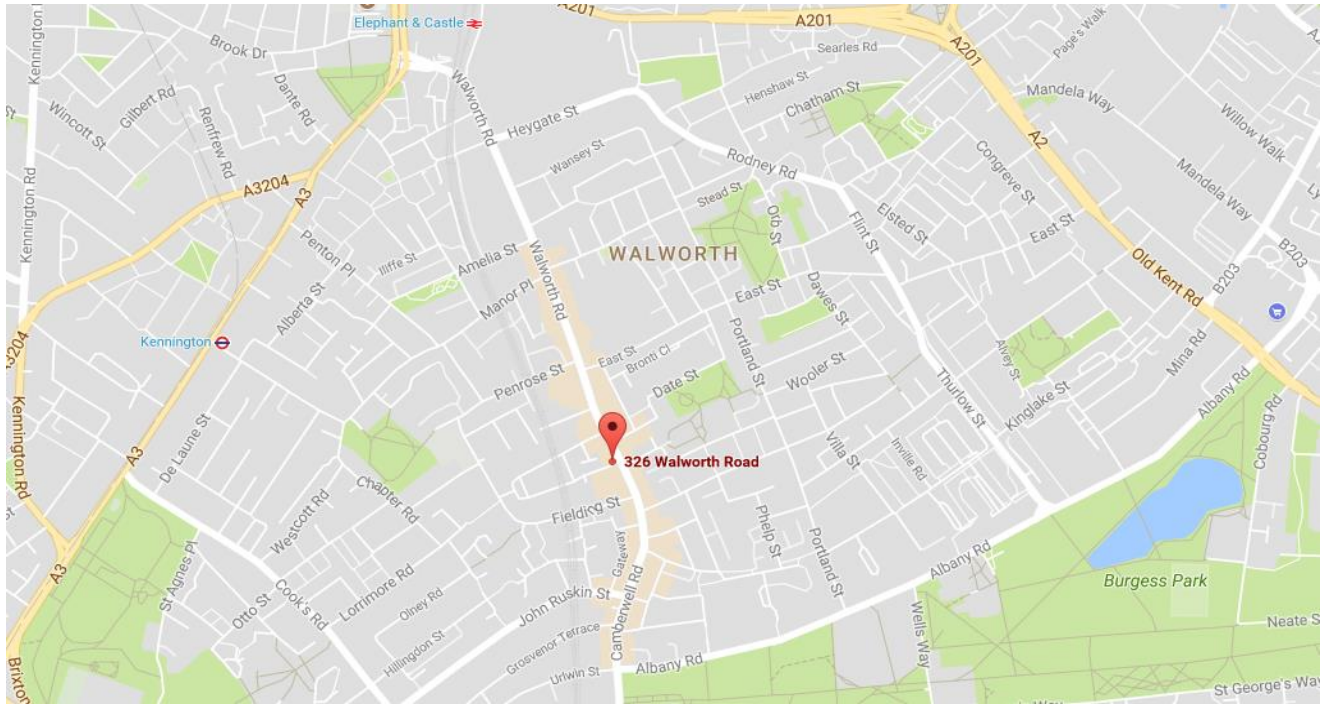 Elephant & Castle
A201
A201
Searles Rd
Page's Walk
Kennington
Brook Dr
Dante Rd
Gilbert Rd
Wincott St
Renfrew Rd
Walworth Rd
Heygate St
Henshaw St
Chatham St
A201
Mandela Way
Willow Walk
Wansey St
Rodney Rd
A2
Congreve St
Mandela Way
A3204
A3
Kennington Rd
Stead St
Orb St
Flint St
Elsted St
East St
Penton Pl
Iliffe St
Amelia St
Walworth Rd
WALWORTH
Old Kent Rd
B203
B203
Manor Pl
Alberta St
East St
Dawes St
Kennington
A3204
Penrose St
East St
Bronti Cl
Date St
Portland St
Wooler St
Thurlow St
Alvey St
Kinglake St
Mina Rd
Albany Rd
Cobourg Rd
Kennington Rd
De Laune St
A3
326 Walworth Road
Villa St
Inville Rd
Westcott Rd
Chapter Rd
Fielding St
Phelp St
Portland St
Albany Rd
Burgess Park
A3
St Agnes Pl
Otto St
Cook's Rd
Lorrimore Rd
Olney Rd
Hillingdon St
John Ruskin St
Gateway
Camberwell Rd
Grosvenor Terrace
Urlwin St
Albany Rd
Wells Way
Neate S
St George's Way
Brixton